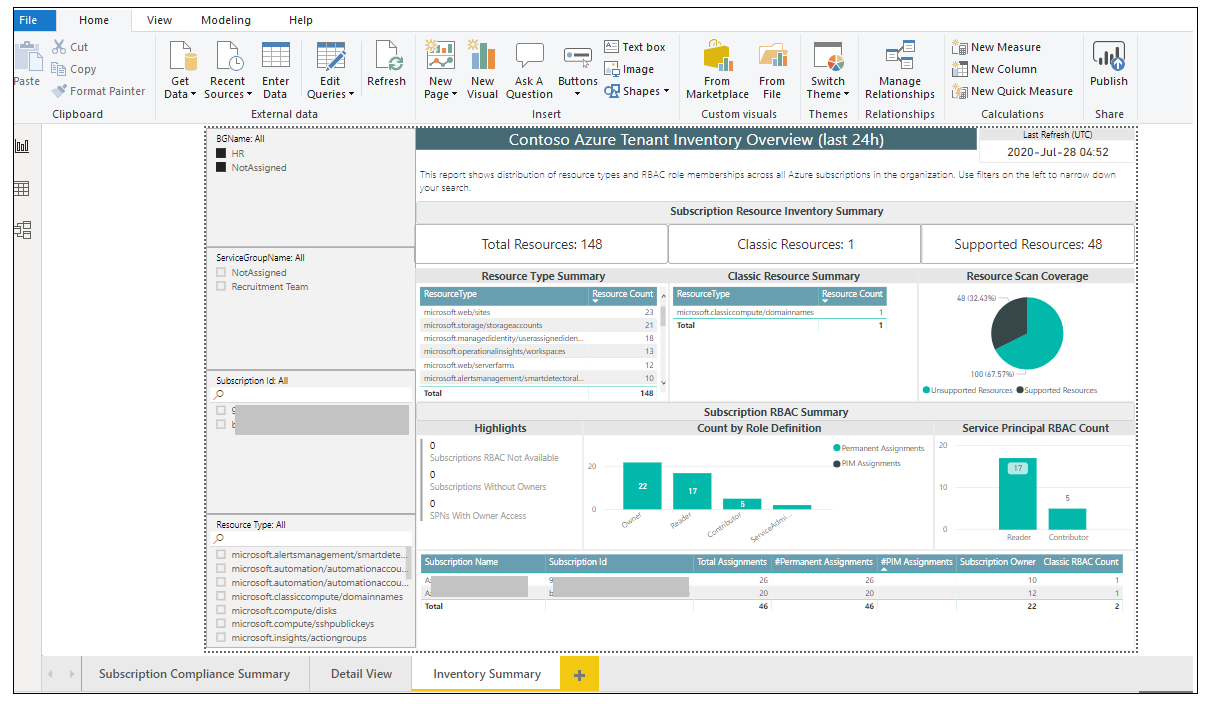 File Home View Modeling Help
Cut
Copy
Format Painter
Paste
Get Data
Recent Sources
Enter Data
Edit Queries
Refresh
New Page
New Visual
Ask A Question
Buttons
Text box
Image
Shapes
From Marketplace
From File
Switch Theme
Manage Relationships
New Measure
New Column
New Quick Measure
Publish
Clipboard External data Insert Custom visuals Themes Relationships Calculations Share
BGName: All
HR
NotAssigned
ServiceGroupName: All
NotAssigned
Recruitment Team
Subscription Id: All
9
b
Resource Type: All
microsoft.alertsmanagement/smartdete...
microsoft.automation/automationaccou...
microsoft.automation/automationaccou...
microsoft.classiccompute/domainnames
microsoft.compute/disks
microsoft.compute/sshpublickeys
microsoft.insights/actiongroups
Contoso Azure Tenant Inventory Overview (last 24h)
Last Refresh (UTC)
2020-Jul-28 04:52
This report shows distribution of resource types and RBAC role memberships across all Azure subscriptions in the organization. Use filters on the left to narrow down
your search.
Subscription Resource Inventory Summary
Total Resources: 148 Classic Resources: 1 Supported Resources: 48
Resource Type Summary
ResourceType Resource Count
microsoft.web/sites 23
microsoft.storage/storageaccounts 21
microsoft.managedidentity/userassignediden... 18
microsoft.operationalinsights/workspaces 13
microsoft.web/serverfarms 12
microsoft.alertsmanagement/smartdetectoral... 10
Total 148
Classic Resource Summary
ResourceType Resource Count
microsoft.classiccompute/domainnames 1
Total 1
Resource Scan Coverage
48 (32.43%)
100 (67.57%)
Unsupported Resources Supported Resources
Subscription RBAC Summary
Highlights
0
Subscriptions RBAC Not Available
0
Subscriptions Without Owners
0
SPNs With Owner Access
Count by Role Definition
Permanent Assignments
PIM Assignments
20
0
22
17
5
Owner
Reader
Contributor
ServiceAdmi...
Service Principal RBAC Count
20
10
0
17
5
Reader Contributor
Subscription Name Subscription Id Total Assignments #Permanent Assignments #PIM Assignments Subscription Owner Classic RBAC Count
A 9 26 26 10 1
A b 20 20 12 1
Total 46 46 22 2
Subscription Compliance Summary Detail View Inventory Summary +